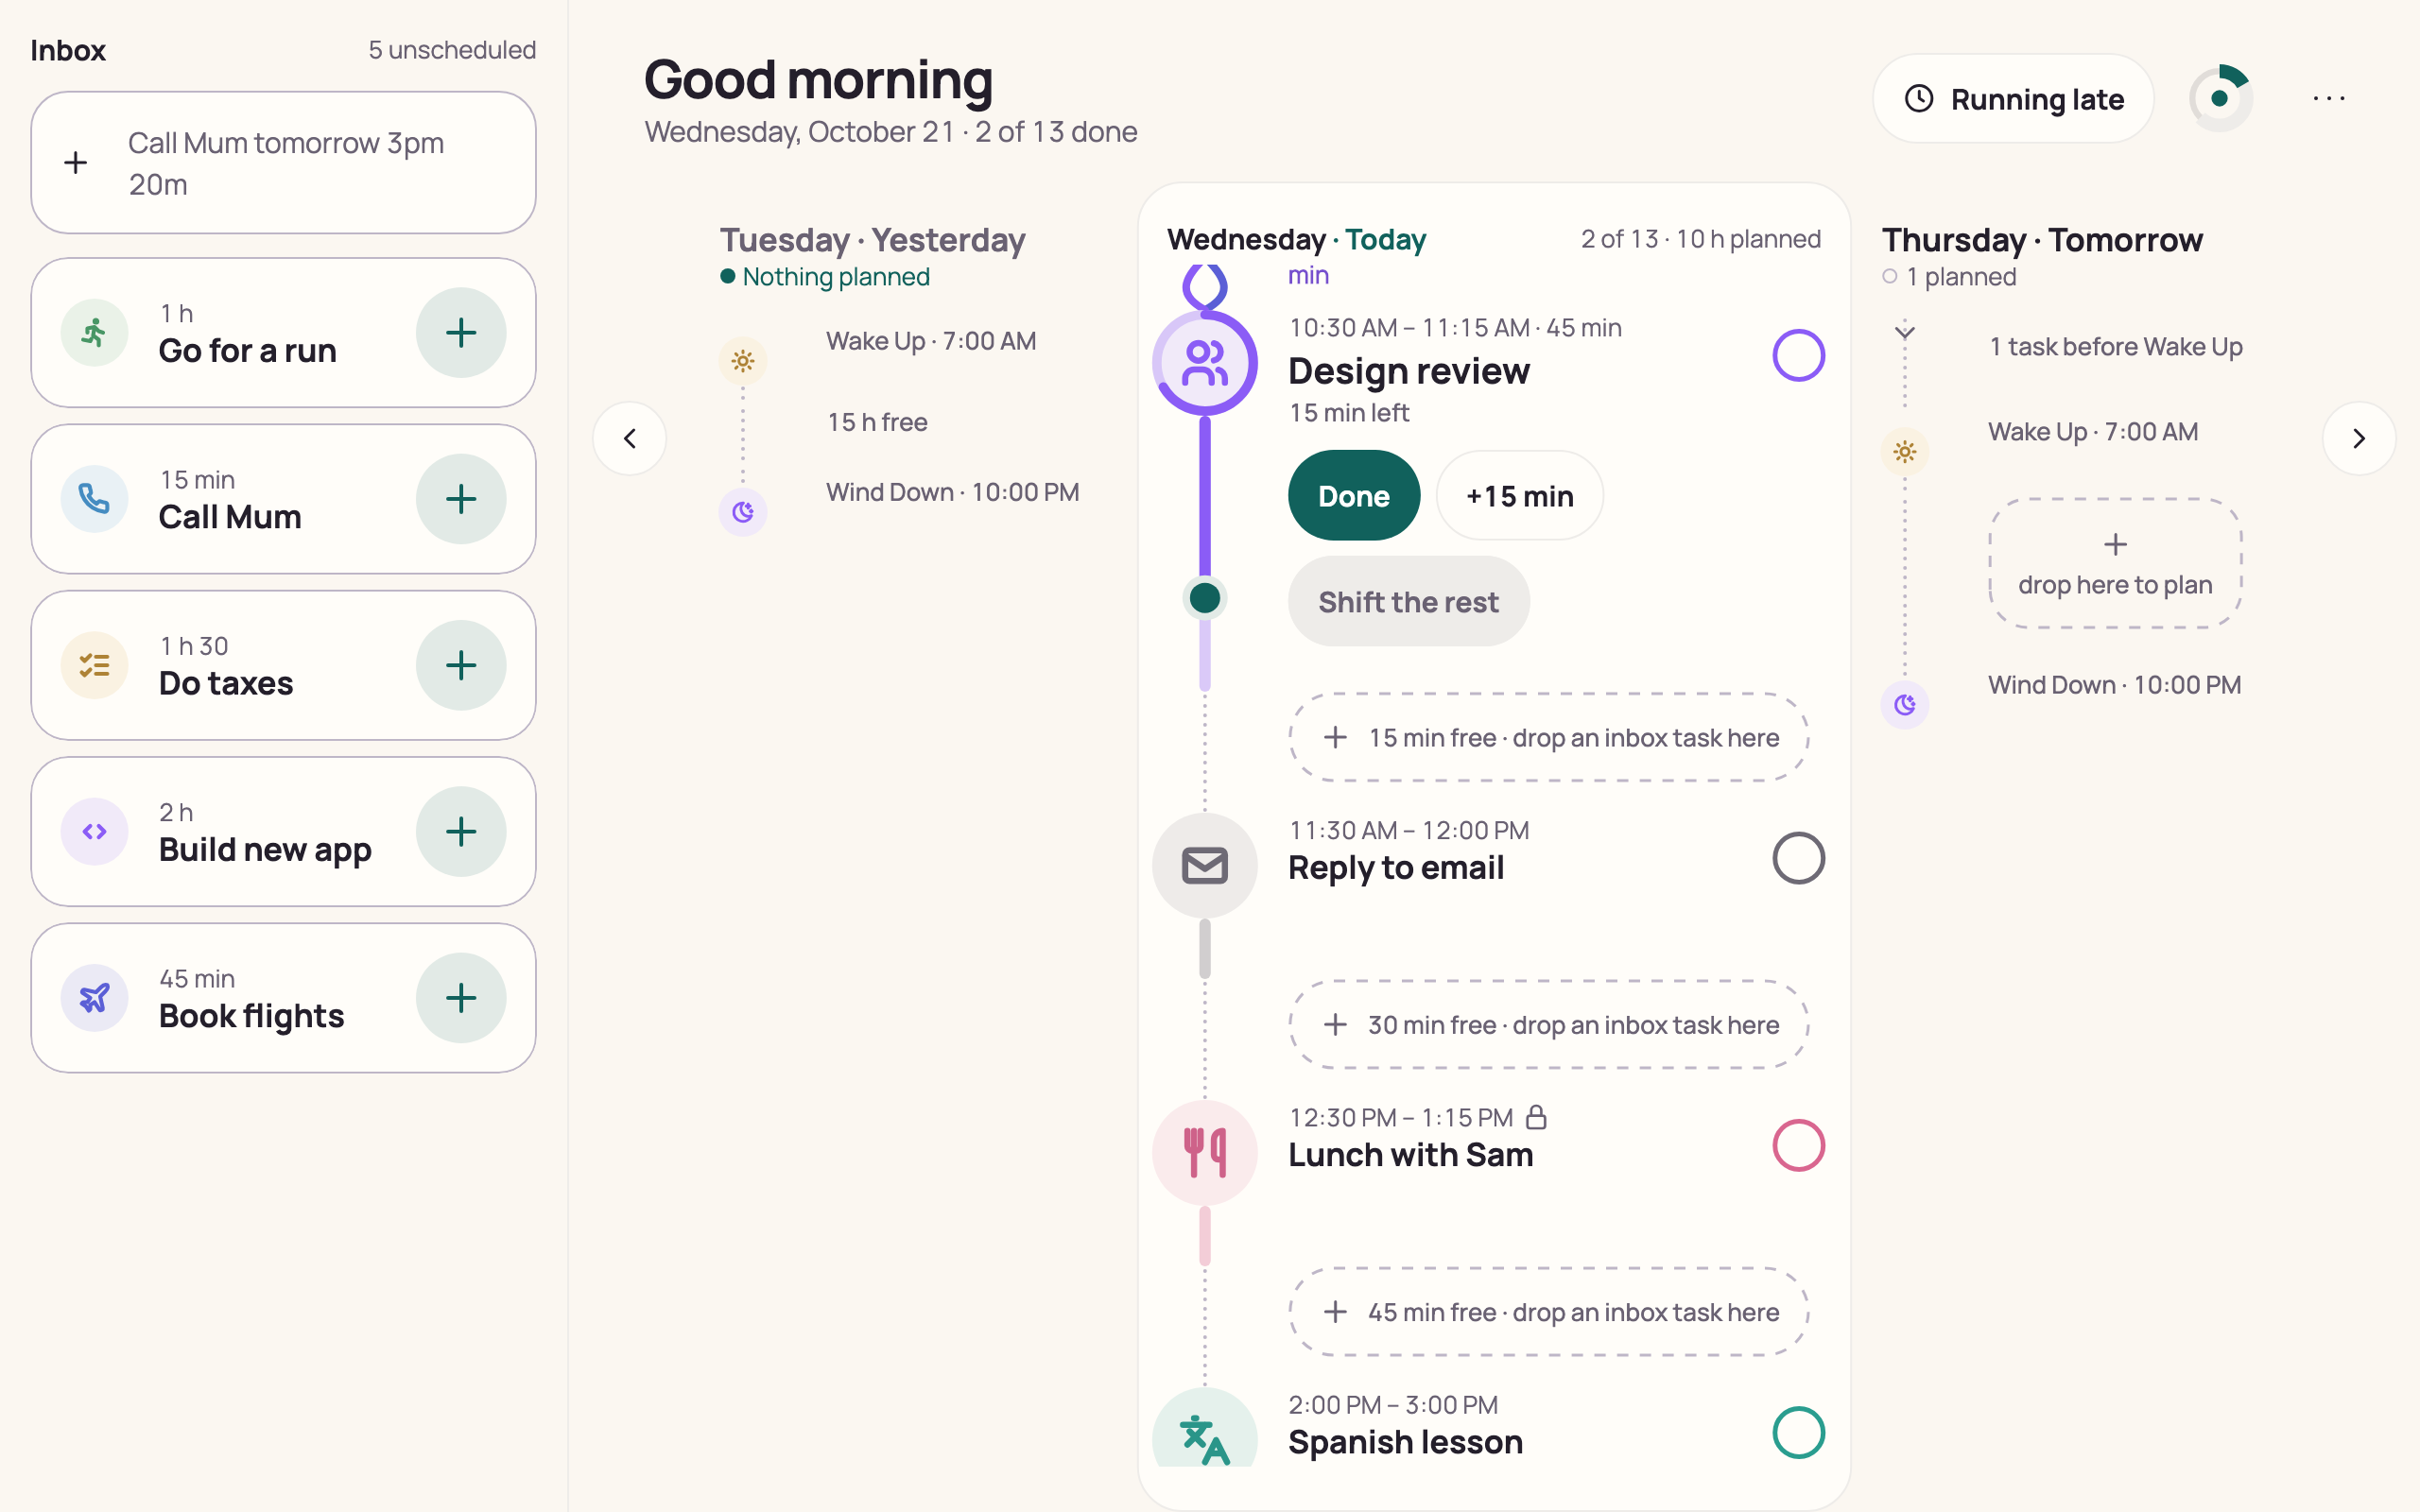 Inbox
5 unscheduled
Call Mum tomorrow 3pm
20m
1 h
Go for a run
15 min
Call Mum
1 h 30
Do taxes
2 h
Build new app
45 min
Book flights
Good morning
Wednesday, October 21 · 2 of 13 done
Running late
Tuesday · Yesterday
Nothing planned
Wake Up · 7:00 AM
15 h free
Wind Down · 10:00 PM
Wednesday · Today
2 of 13 · 10 h planned
min
10:30 AM – 11:15 AM · 45 min
Design review
15 min left
Done
+15 min
Shift the rest
15 min free · drop an inbox task here
11:30 AM – 12:00 PM
Reply to email
30 min free · drop an inbox task here
12:30 PM – 1:15 PM
Lunch with Sam
45 min free · drop an inbox task here
2:00 PM – 3:00 PM
Spanish lesson
Thursday · Tomorrow
1 planned
1 task before Wake Up
Wake Up · 7:00 AM
drop here to plan
Wind Down · 10:00 PM